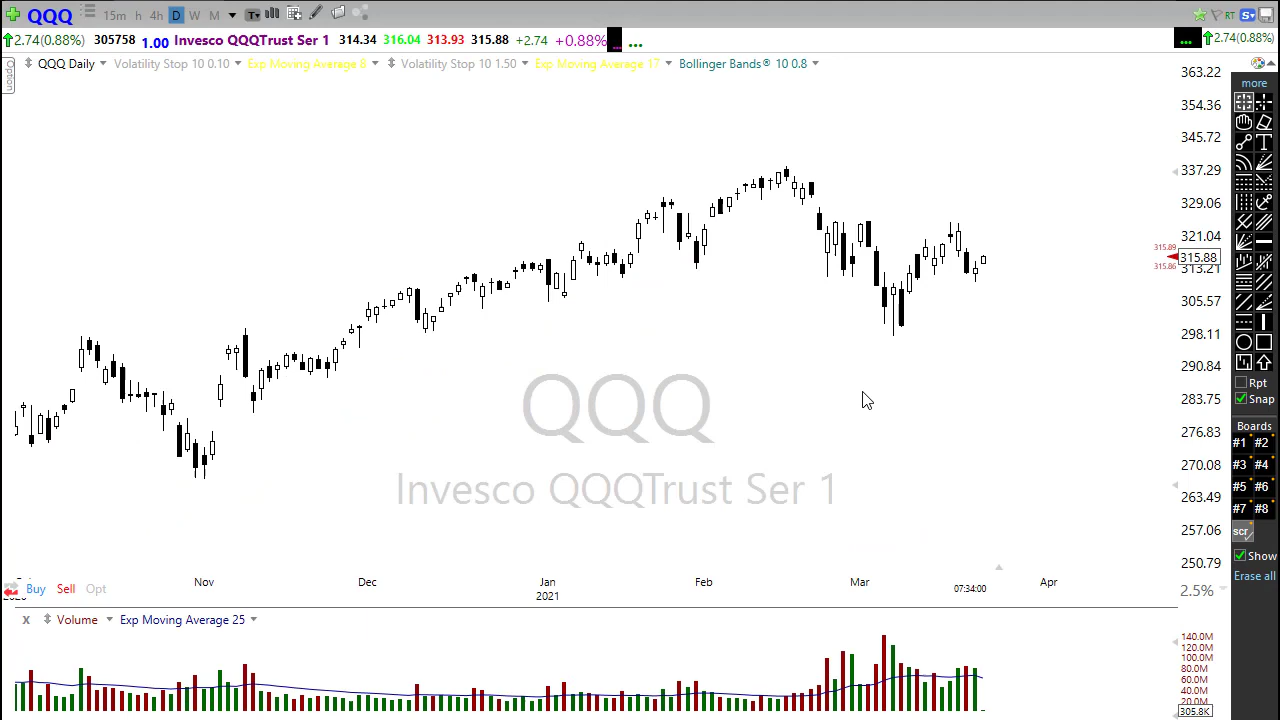 QQQ 15m h 4h D W M T RT S
2.74(0.88%) 305758 1.00 Invesco QQQTrust Ser 1 314.34 316.04 313.93 315.88 +2.74 +0.88% ... ... ... 2.74(0.88%)
Option QQQ Daily Volatility Stop 10 0.10 Exp Moving Average 8 Volatility Stop 10 1.50 Exp Moving Average 17 Bollinger Bands® 10 0.8
363.22
354.36
345.72
337.29
329.06
321.04
315.89
315.88
315.86
313.21
305.57
298.11
290.84
283.75
276.83
270.08
263.49
257.06
250.79
QQQ
Invesco QQQTrust Ser 1
Nov Dec Jan Feb Mar Apr
2021
Buy Sell Opt
07:34:00
2.5%
X Volume Exp Moving Average 25
140.0M
120.0M
100.0M
80.0M
60.0M
40.0M
20.0M
305.8K
more
T
Rpt
Snap
Boards
#1 #2
#3 #4
#5 #6
#7 #8
scr
Show
Erase all